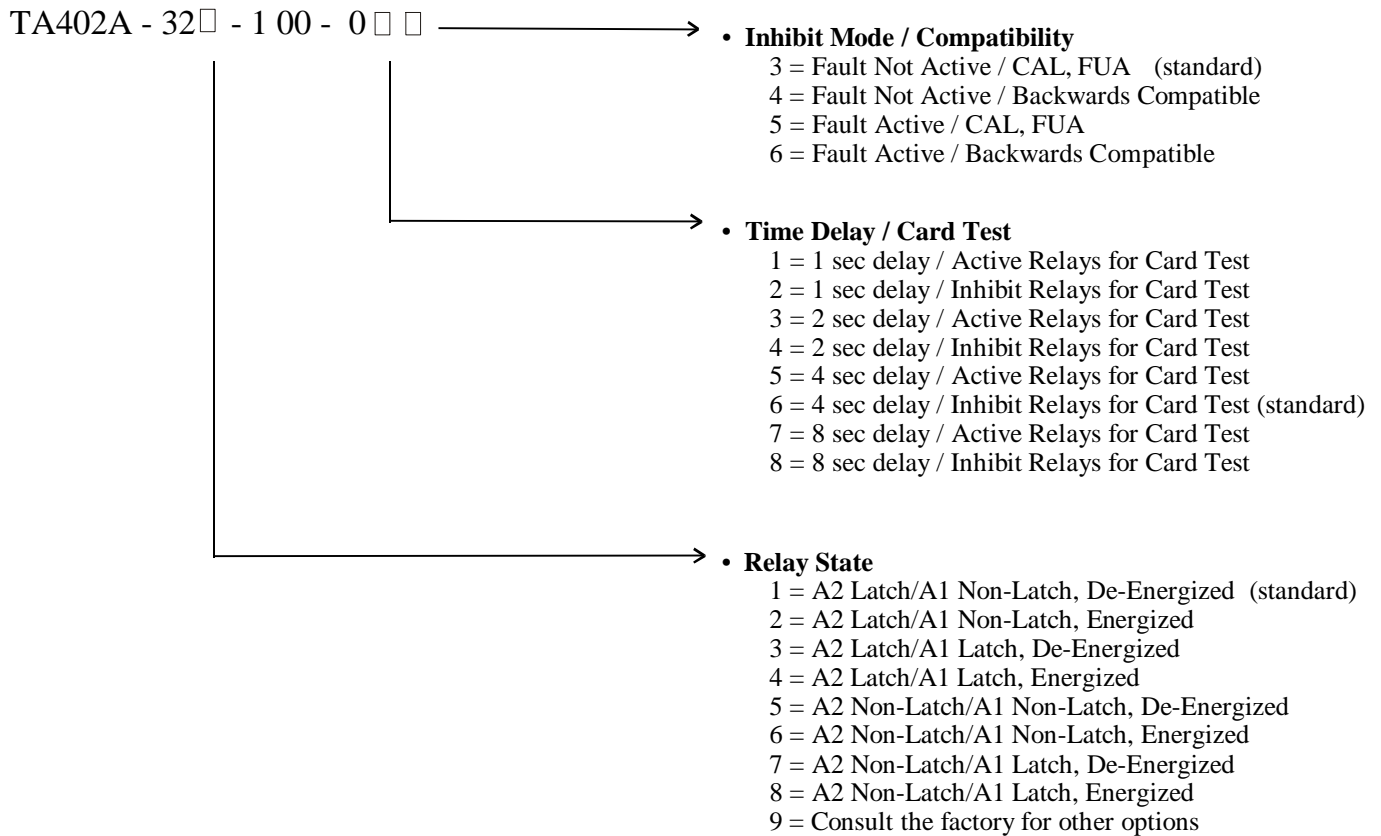 TA402A - 32□ - 1 00 - 0 □ □
• Inhibit Mode / Compatibility
3 = Fault Not Active / CAL, FUA (standard)
4 = Fault Not Active / Backwards Compatible
5 = Fault Active / CAL, FUA
6 = Fault Active / Backwards Compatible
• Time Delay / Card Test
1 = 1 sec delay / Active Relays for Card Test
2 = 1 sec delay / Inhibit Relays for Card Test
3 = 2 sec delay / Active Relays for Card Test
4 = 2 sec delay / Inhibit Relays for Card Test
5 = 4 sec delay / Active Relays for Card Test
6 = 4 sec delay / Inhibit Relays for Card Test (standard)
7 = 8 sec delay / Active Relays for Card Test
8 = 8 sec delay / Inhibit Relays for Card Test
• Relay State
1 = A2 Latch/A1 Non-Latch, De-Energized (standard)
2 = A2 Latch/A1 Non-Latch, Energized
3 = A2 Latch/A1 Latch, De-Energized
4 = A2 Latch/A1 Latch, Energized
5 = A2 Non-Latch/A1 Non-Latch, De-Energized
6 = A2 Non-Latch/A1 Non-Latch, Energized
7 = A2 Non-Latch/A1 Latch, De-Energized
8 = A2 Non-Latch/A1 Latch, Energized
9 = Consult the factory for other options